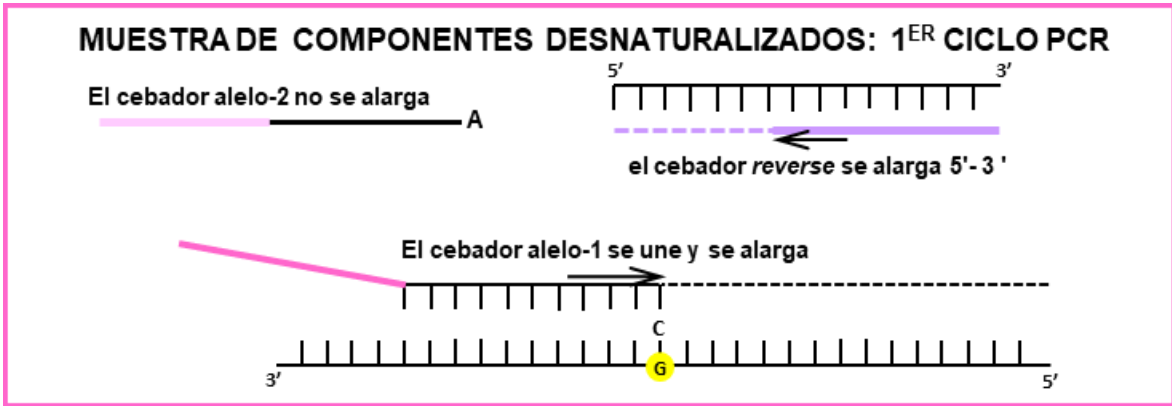 MUESTRA DE COMPONENTES DESNATURALIZADOS: 1ER CICLO PCR
5’ 3’
El cebador alelo-2 no se alarga
A
el cebador reverse se alarga 5'- 3 '
El cebador alelo-1 se une y se alarga
C
G
3’ 5’